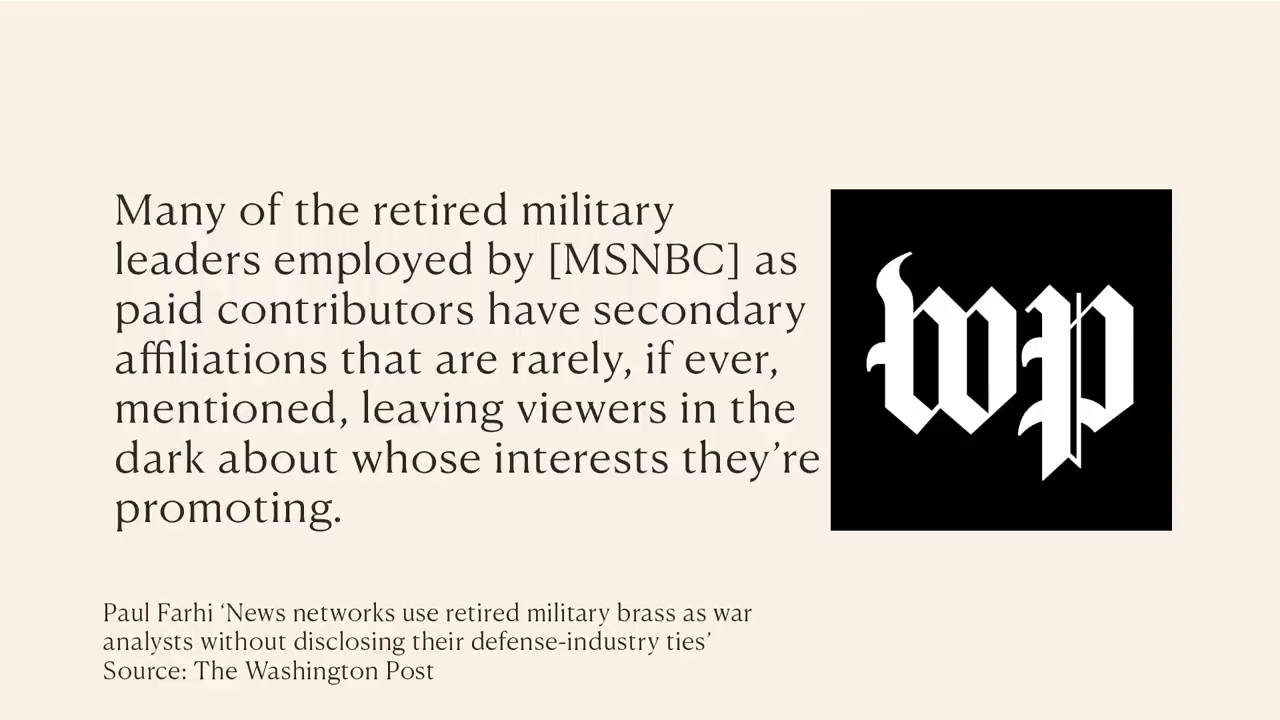 Many of the retired military
leaders employed by [MSNBC] as
paid contributors have secondary
affiliations that are rarely, if ever,
mentioned, leaving viewers in the
dark about whose interests they’re
promoting.
wp
Paul Farhi ‘News networks use retired military brass as war
analysts without disclosing their defense-industry ties’
Source: The Washington Post